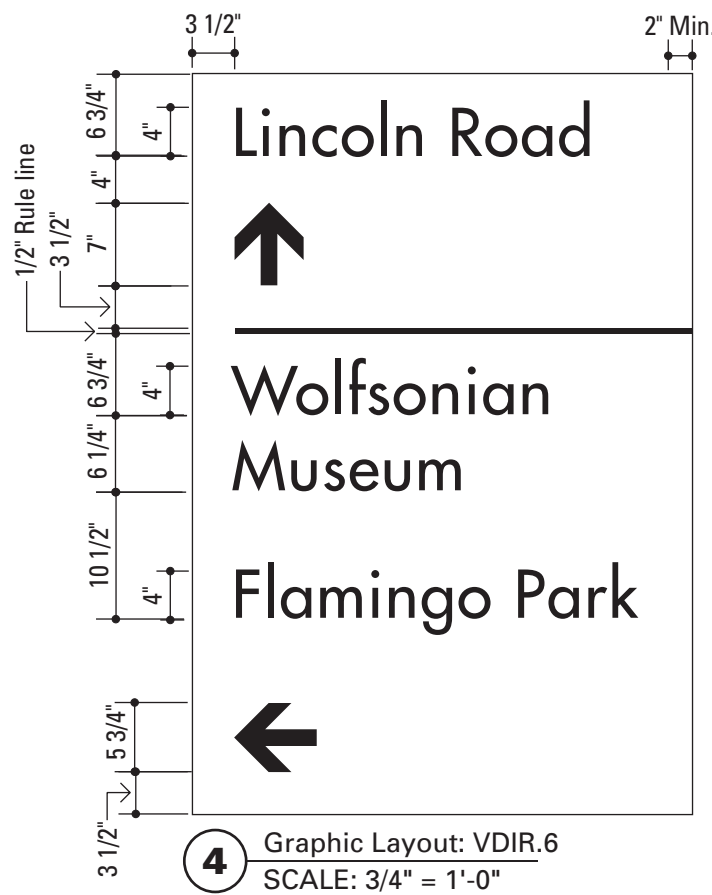 3 1/2"
2" Min.
6 3/4"
4"
Lincoln Road
4"
1/2" Rule line
3 1/2"
7"
6 3/4"
4"
Wolfsonian
6 1/4"
Museum
10 1/2"
4"
Flamingo Park
5 3/4"
3 1/2"
4
Graphic Layout: VDIR.6
SCALE: 3/4" = 1'-0"